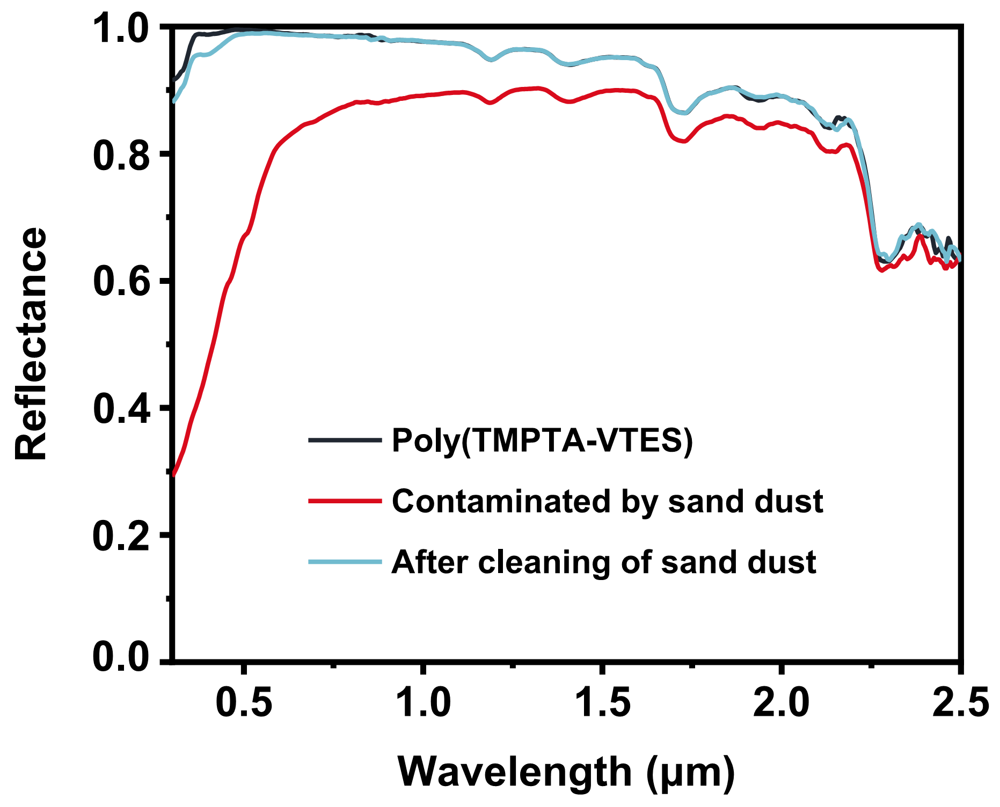 1.0
0.8
0.6
0.4
0.2
0.0
Reflectance
Poly(TMPTA-VTES)
Contaminated by sand dust
After cleaning of sand dust
0.5 1.0 1.5 2.0 2.5
Wavelength (μm)